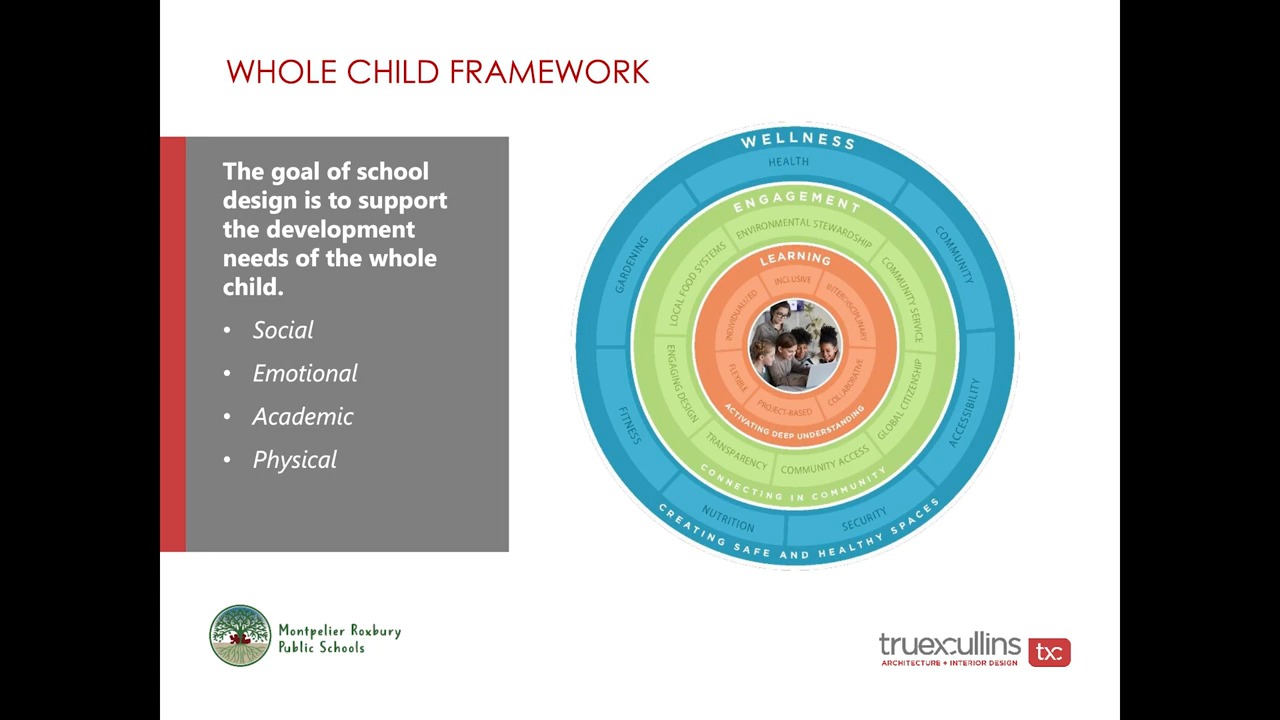 WHOLE CHILD FRAMEWORK
The goal of school
design is to support
the development
needs of the whole
child.
• Social
• Emotional
• Academic
• Physical
WELLNESS
HEALTH
COMMUNITY
ACCESSIBILITY
SECURITY
NUTRITION
FITNESS
GARDENING
CREATING SAFE AND HEALTHY SPACES
ENGAGEMENT
ENVIRONMENTAL STEWARDSHIP
COMMUNITY SERVICE
GLOBAL CITIZENSHIP
COMMUNITY ACCESS
TRANSPARENCY
ENGAGING DESIGN
LOCAL FOOD SYSTEMS
CONNECTING IN COMMUNITY
LEARNING
INCLUSIVE
INTERDISCIPLINARY
COLLABORATIVE
PROJECT-BASED
FLEXIBLE
INDIVIDUALIZED
ACTIVATING DEEP UNDERSTANDING
Montpelier Roxbury
Public Schools
truexcullins
ARCHITECTURE + INTERIOR DESIGN
txc